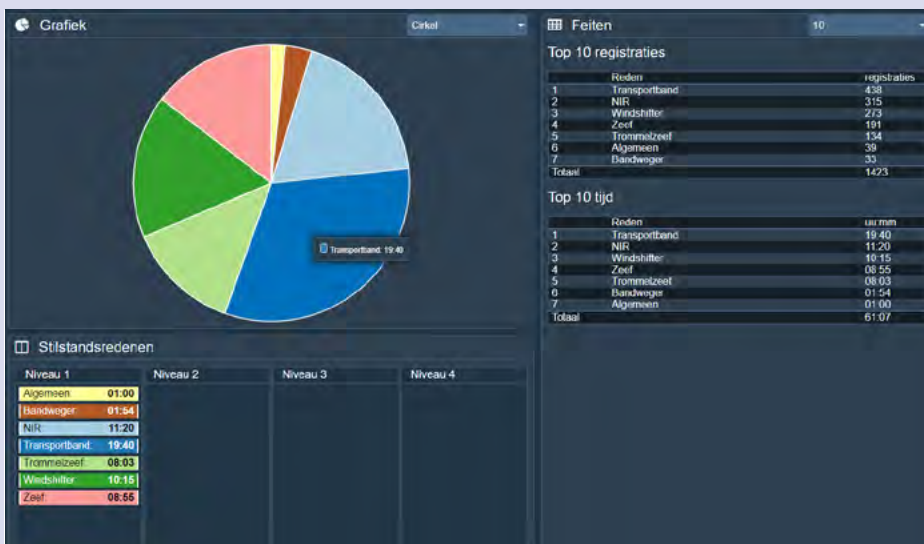 Grafiek
Cirkel
Transportband: 19:40
Stilstandsredenen
Niveau 1 Niveau 2 Niveau 3 Niveau 4
Algemeen: 01:00
Bandweger: 01:54
NIR: 11:20
Transportband: 19:40
Trommelzeef: 08:03
Windshifter: 10:15
Zeef: 08:55
Feiten
10
Top 10 registraties
Reden registraties
1 Transportband 438
2 NIR 315
3 Windshifter 273
4 Zeef 191
5 Trommelzeef 134
6 Algemeen 39
7 Bandweger 33
Totaal 1423
Top 10 tijd
Reden uu:mm
1 Transportband 19:40
2 NIR 11:20
3 Windshifter 10:15
4 Zeef 08:55
5 Trommelzeef 08:03
6 Bandweger 01:54
7 Algemeen 01:00
Totaal 61:07